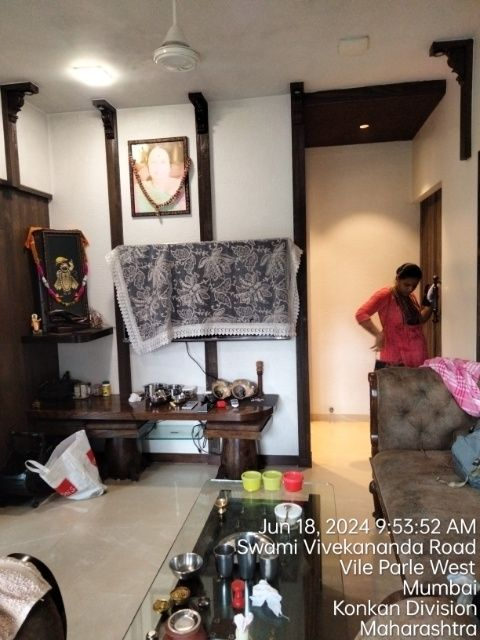 Jun 18, 2024 9:53:52 AM
Swami Vivekananda Road
Vile Parle West
Mumbai
Konkan Division
Maharashtra